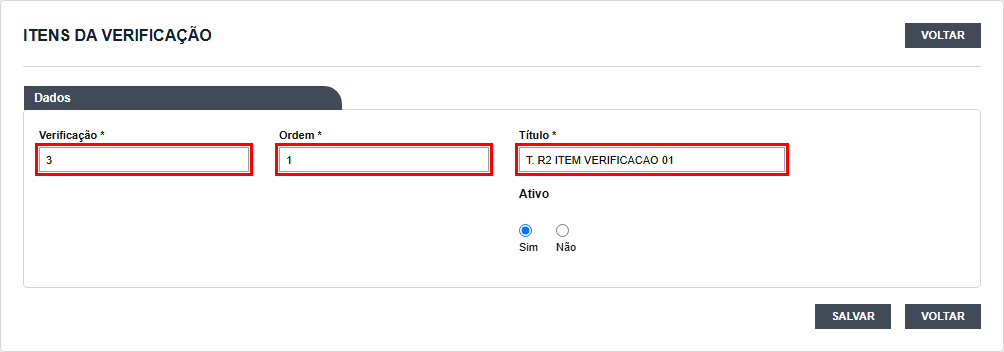 ITENS DA VERIFICAÇÃO
VOLTAR
Dados
Verificação *
Ordem *
Título *
3
1
T. R2 ITEM VERIFICACAO 01
Ativo
Sim
Não
SALVAR
VOLTAR